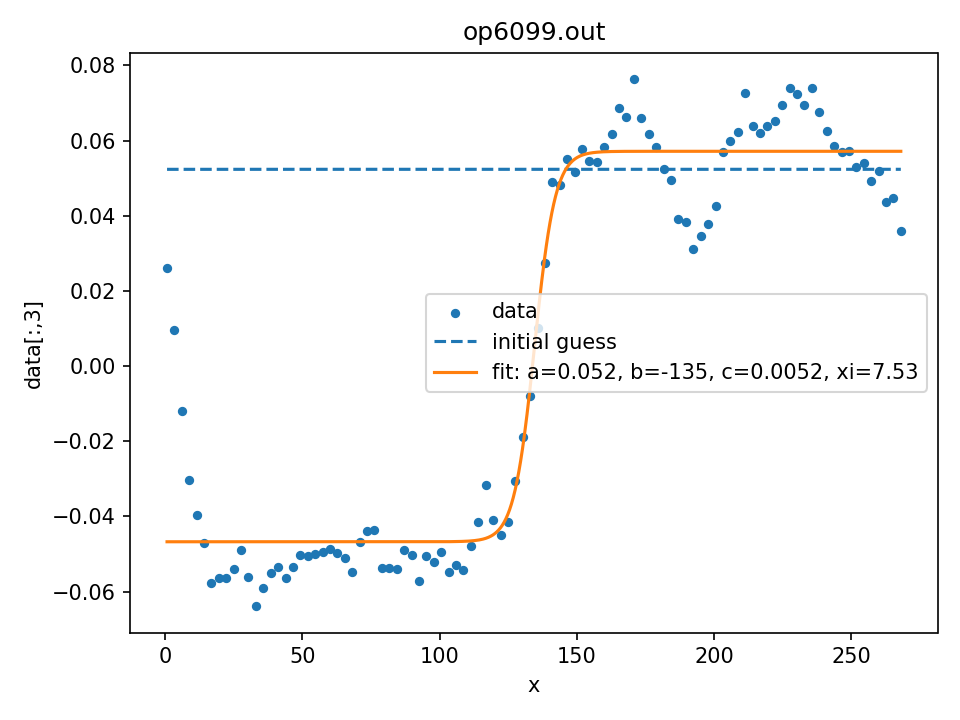 op6099.out
0.08
0.06
0.04
0.02
0.00
−0.02
−0.04
−0.06
data[:,3]
data
initial guess
fit: a=0.052, b=-135, c=0.0052, xi=7.53
0 50 100 150 200 250
x